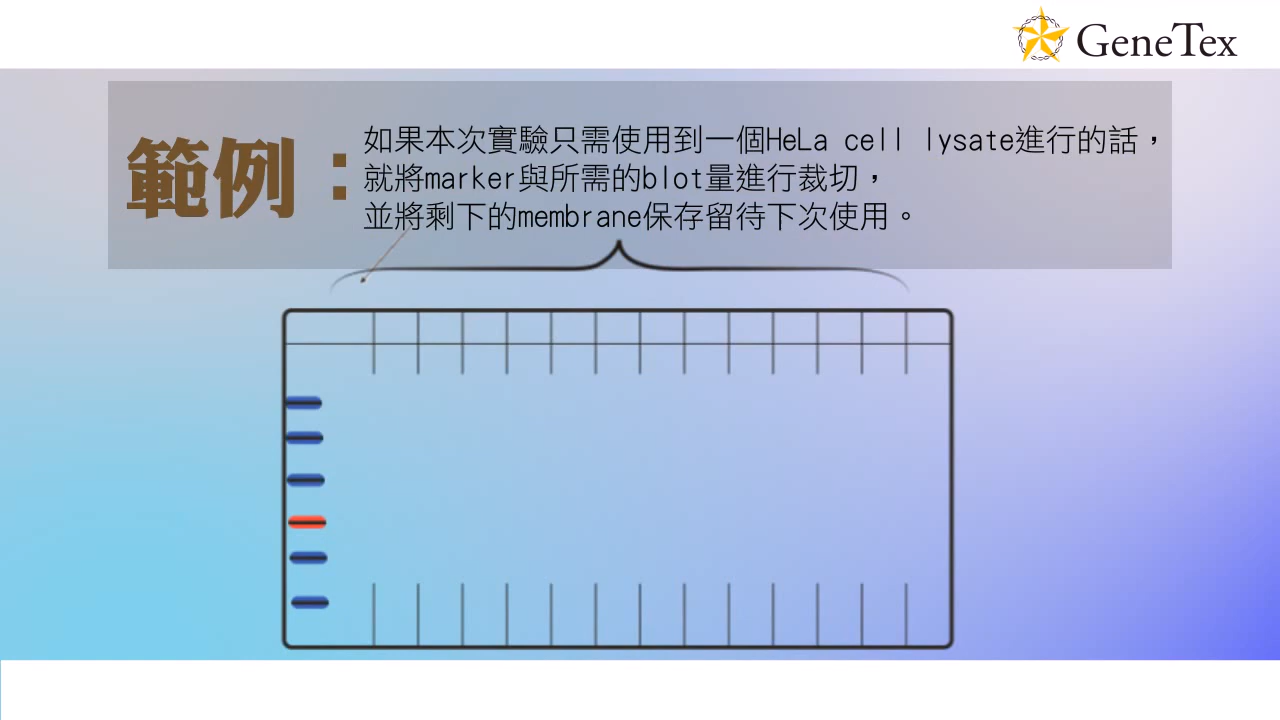 GeneTex
範例：
如果本次實驗只需使用到一個HeLa cell lysate進行的話，
就將marker與所需的blot量進行裁切，
並將剩下的membrane保存留待下次使用。